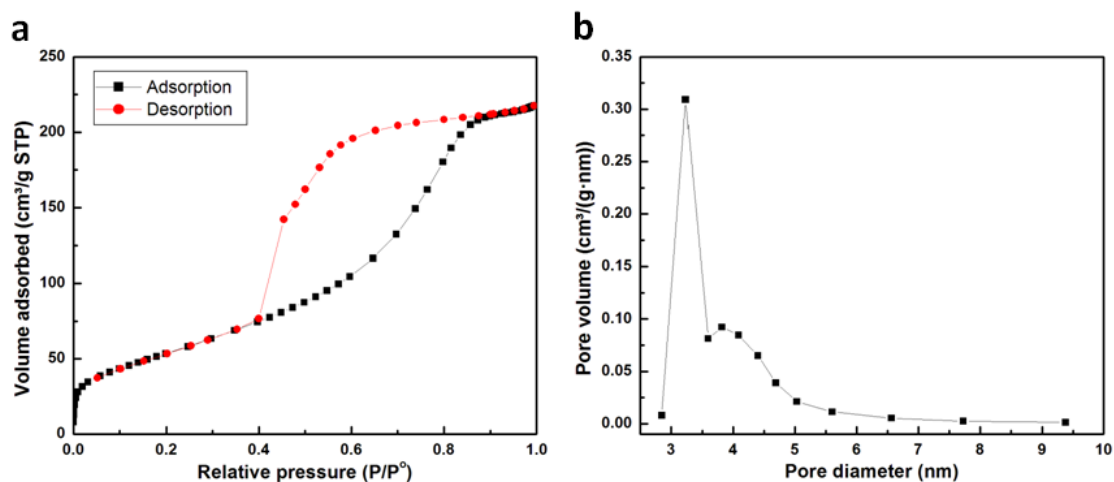 a
250
200
150
100
50
0
Volume adsorbed (cm³/g STP)
Adsorption
Desorption
0.0 0.2 0.4 0.6 0.8 1.0
Relative pressure (P/P°)
b
0.35
0.30
0.25
0.20
0.15
0.10
0.05
0.00
Pore volume (cm³/(g·nm))
3 4 5 6 7 8 9 10
Pore diameter (nm)